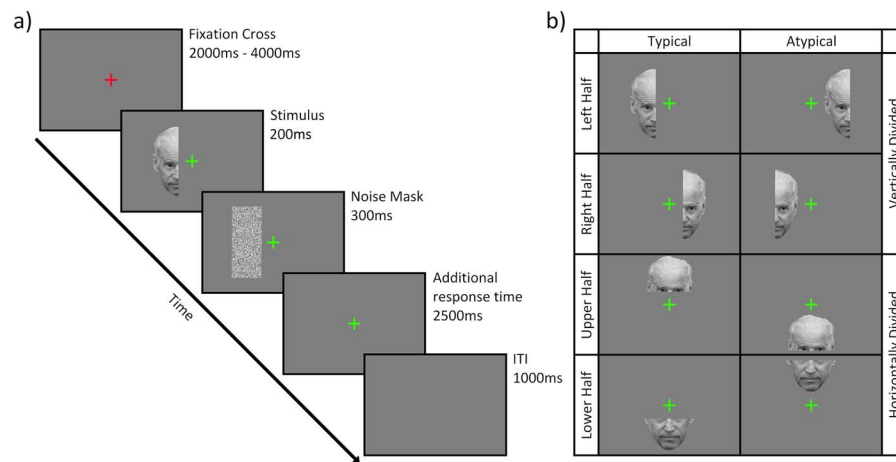 a)
Fixation Cross
2000ms - 4000ms
Stimulus
200ms
Noise Mask
300ms
Additional
response time
2500ms
ITI
1000ms
Time
b)
Typical
Atypical
Left Half
Right Half
Upper Half
Lower Half
Vertically Divided
Horizontally Divided